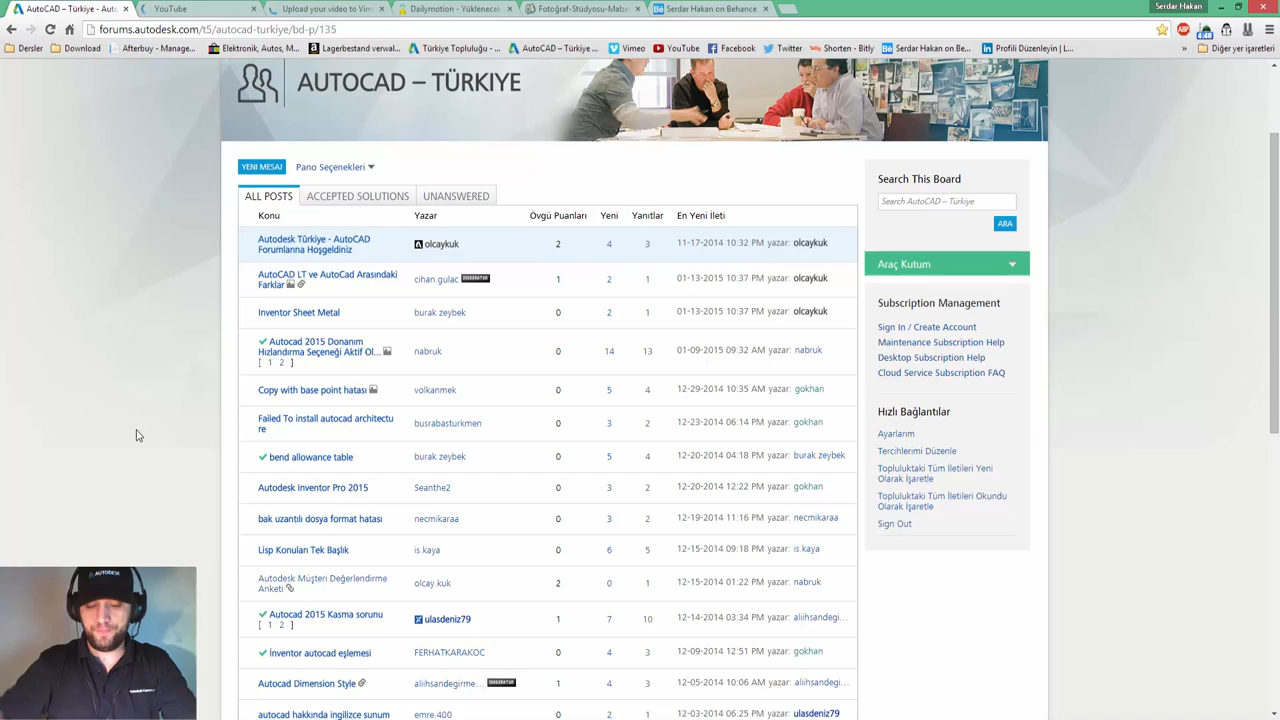 AutoCAD – Türkiye - Auto
YouTube
Upload your video to Vim
Dailymotion - Yüklenecek
Fotoğraf-Stüdyosu-Malze
Serdar Hakan on Behance
Serdar Hakan
forums.autodesk.com/t5/autocad-turkiye/bd-p/135
Dersler
Download
Afterbuy - Manage...
Elektronik, Autos, M...
Lagerbestand verwal...
Türkiye Topluluğu - ...
AutoCAD – Türkiye ...
Vimeo
YouTube
Facebook
Twitter
Shorten - Bitly
Serdar Hakan on Be...
Profili Düzenleyin | L...
»
Diğer yer işaretleri
AUTOCAD – TÜRKIYE
YENI MESAJ
Pano Seçenekleri
ALL POSTS
ACCEPTED SOLUTIONS
UNANSWERED
Konu Yazar Övgü Puanları Yeni Yanıtlar En Yeni İleti
Autodesk Türkiye - AutoCAD
Forumlarına Hoşgeldiniz
olcaykuk 2 4 3 11-17-2014 10:32 PM yazar: olcaykuk
AutoCAD LT ve AutoCad Arasındaki
Farklar
cihan.gulac MODERATOR 1 2 1 01-13-2015 10:37 PM yazar: olcaykuk
Inventor Sheet Metal burak.zeybek 0 2 1 01-13-2015 10:37 PM yazar: olcaykuk
Autocad 2015 Donanım
Hızlandırma Seçeneği Aktif Ol...
[ 1 2 ]
nabruk 0 14 13 01-09-2015 09:32 AM yazar: nabruk
Copy with base point hatası volkanmek 0 5 4 12-29-2014 10:35 AM yazar: gokhan
Failed To install autocad architectu
re
busrabasturkmen 0 3 2 12-23-2014 06:14 PM yazar: gokhan
bend allowance table burak.zeybek 0 5 4 12-20-2014 04:18 PM yazar: burak.zeybek
Autodesk Inventor Pro 2015 Seanthe2 0 3 2 12-20-2014 12:22 PM yazar: gokhan
bak uzantılı dosya format hatası necmikaraa 0 3 2 12-19-2014 11:16 PM yazar: necmikaraa
Lisp Konuları Tek Başlık is.kaya 0 6 5 12-15-2014 09:18 PM yazar: is.kaya
Autodesk Müşteri Değerlendirme
Anketi
olcay.kuk 2 0 1 12-15-2014 01:22 PM yazar: nabruk
Autocad 2015 Kasma sorunu
[ 1 2 ]
ulasdeniz79 1 7 10 12-14-2014 03:34 PM yazar: aliihsandegi...
İnventor autocad eşlemesi FERHATKARAKOC 0 4 3 12-09-2014 12:51 PM yazar: gokhan
Autocad Dimension Style aliihsandegirme... MODERATOR 1 4 3 12-05-2014 10:06 AM yazar: aliihsandegi...
autocad hakkında ingilizce sunum emre.400 0 2 1 12-03-2014 06:25 PM yazar: ulasdeniz79
Search This Board
Search AutoCAD – Türkiye
ARA
Araç Kutum
Subscription Management
Sign In / Create Account
Maintenance Subscription Help
Desktop Subscription Help
Cloud Service Subscription FAQ
Hızlı Bağlantılar
Ayarlarım
Tercihlerimi Düzenle
Topluluktaki Tüm İletileri Yeni
Olarak İşaretle
Topluluktaki Tüm İletileri Okundu
Olarak İşaretle
Sign Out
AUTODESK